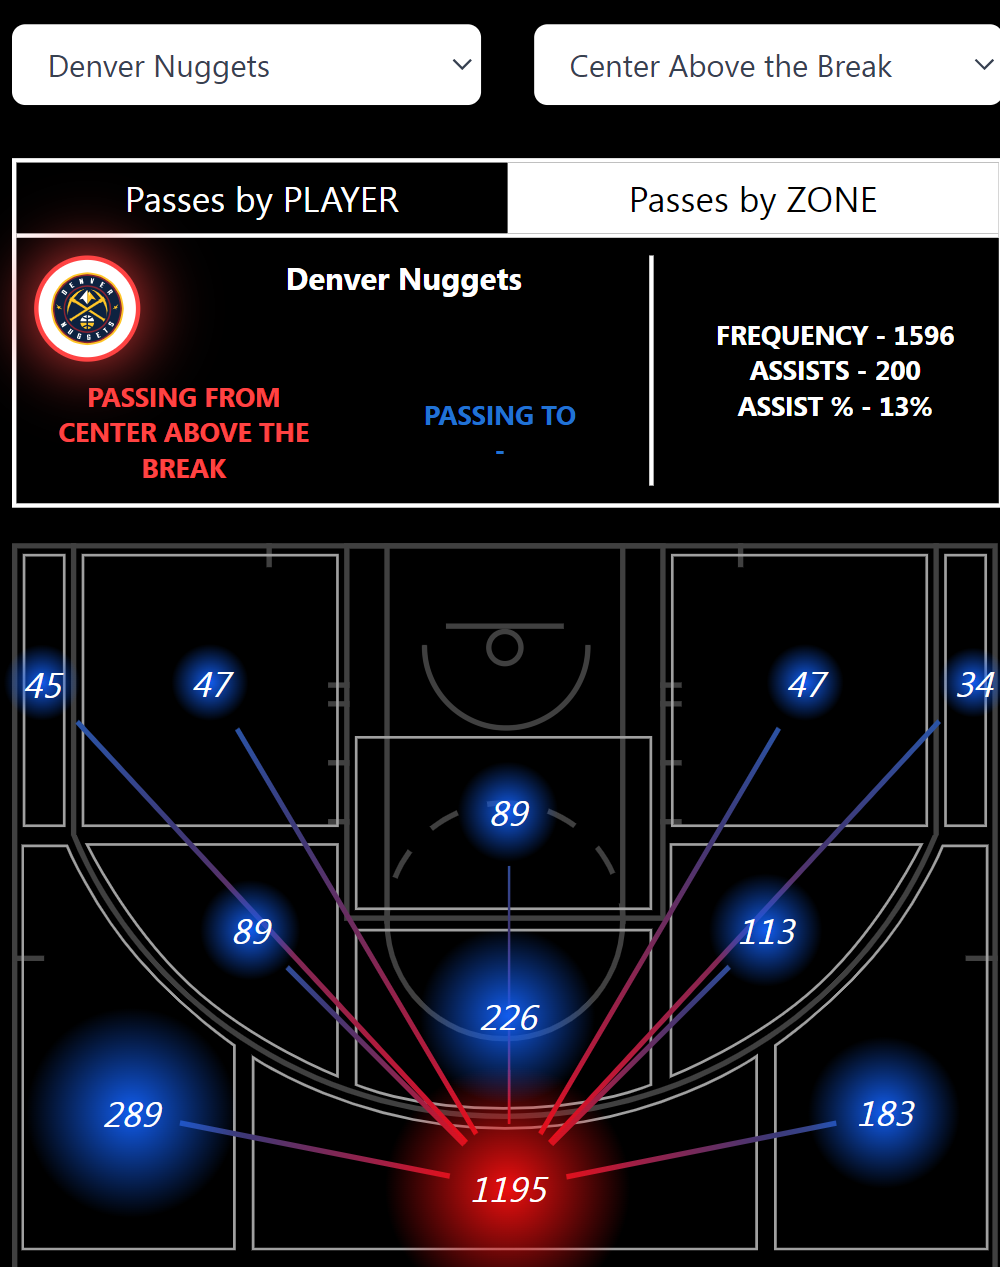 Denver Nuggets
Center Above the Break
Passes by PLAYER
Passes by ZONE
DENVER
NUGGETS
Denver Nuggets
PASSING FROM
CENTER ABOVE THE
BREAK
PASSING TO
-
FREQUENCY - 1596
ASSISTS - 200
ASSIST % - 13%
45
47
47
34
89
89
113
226
289
183
1195